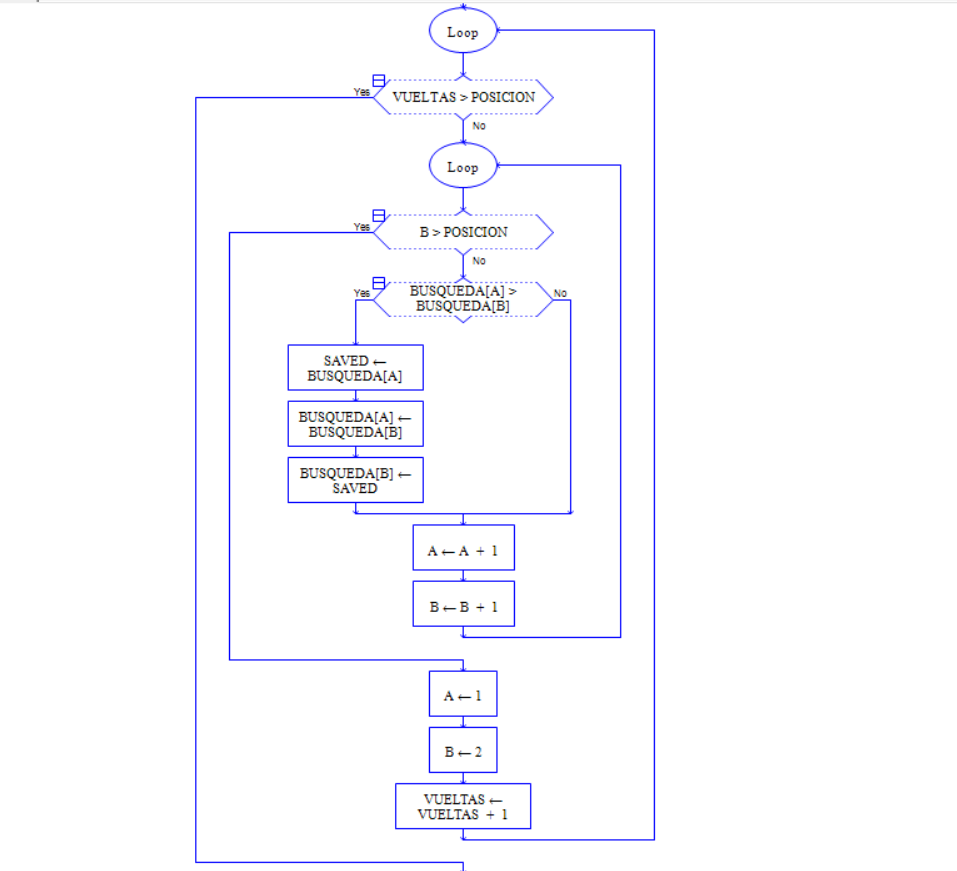 Loop
Yes
VUELTAS > POSICION
No
Loop
Yes
B > POSICION
No
Yes
BUSQUEDA[A] >
BUSQUEDA[B]
No
SAVED ←
BUSQUEDA[A]
BUSQUEDA[A] ←
BUSQUEDA[B]
BUSQUEDA[B] ←
SAVED
A ← A + 1
B ← B + 1
A ← 1
B ← 2
VUELTAS ←
VUELTAS + 1